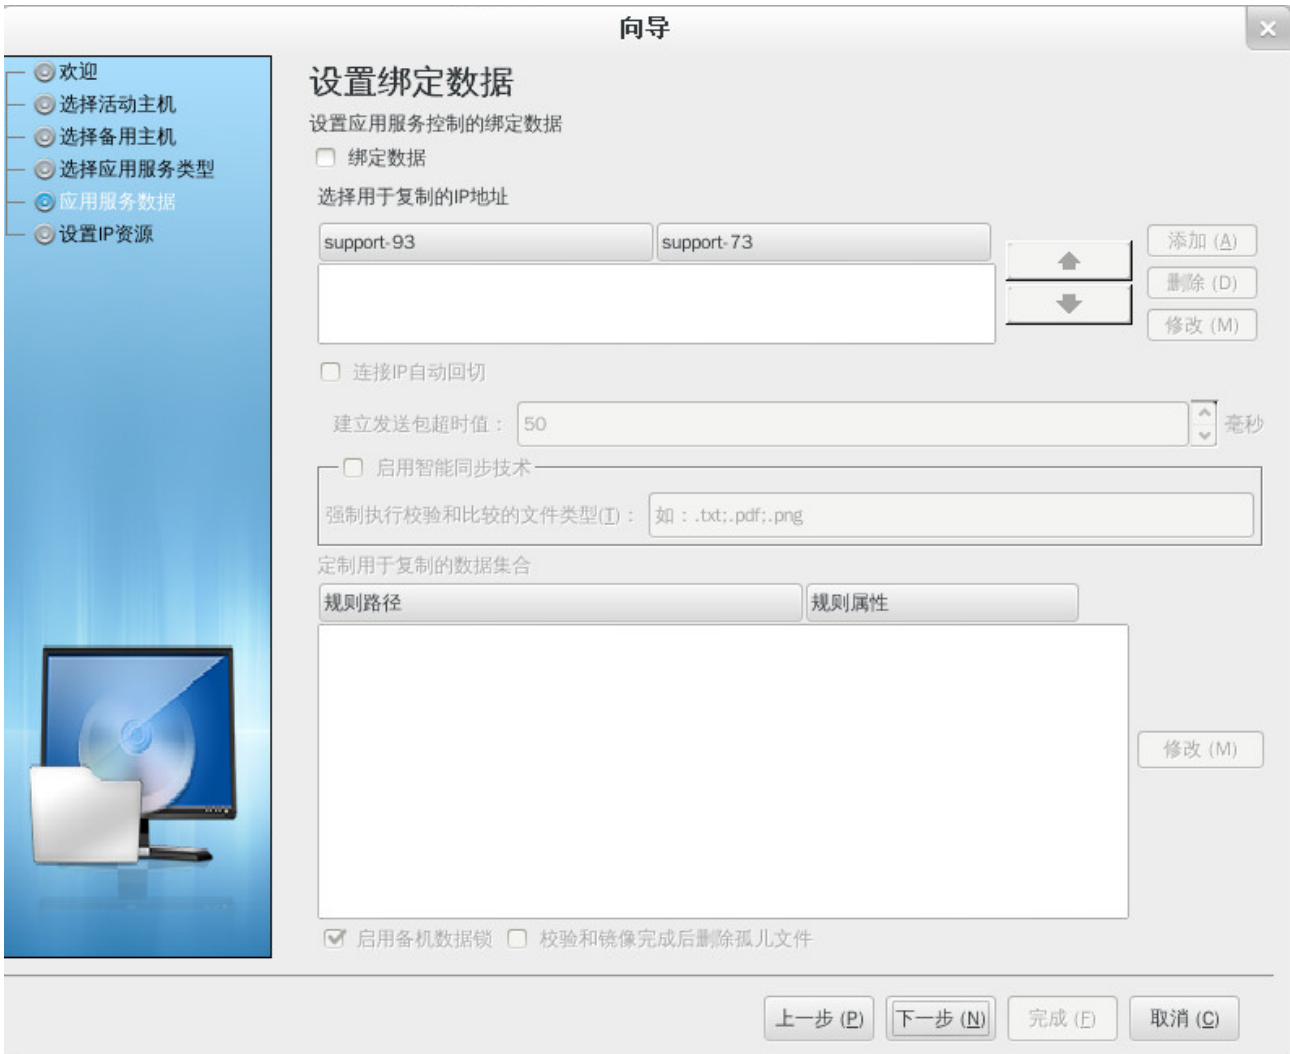 向导
欢迎
选择活动主机
选择备用主机
选择应用服务类型
应用服务数据
设置IP资源
设置绑定数据
设置应用服务控制的绑定数据
绑定数据
选择用于复制的IP地址
support-93 support-73
添加 (A)
删除 (D)
修改 (M)
连接IP自动回切
建立发送包超时值： 50 毫秒
启用智能同步技术
强制执行校验和比较的文件类型(T)： 如：.txt;.pdf;.png
定制用于复制的数据集合
规则路径 规则属性
修改 (M)
启用备机数据锁 校验和镜像完成后删除孤儿文件
上一步 (P) 下一步 (N) 完成 (F) 取消 (C)